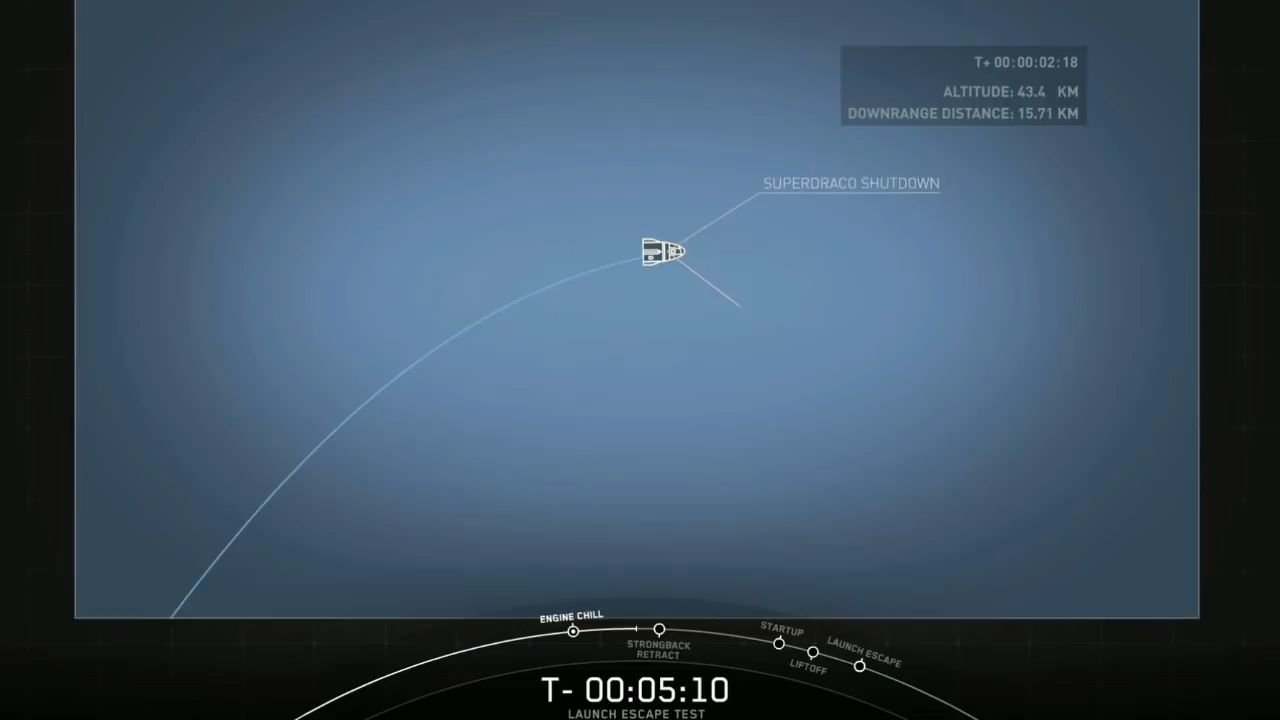 T+ 00:00:02:18
ALTITUDE: 43.4 KM
DOWNRANGE DISTANCE: 15.71 KM
SUPERDRACO SHUTDOWN
ENGINE CHILL
STRONGBACK
RETRACT
STARTUP
LIFTOFF
LAUNCH ESCAPE
T- 00:05:10
LAUNCH ESCAPE TEST